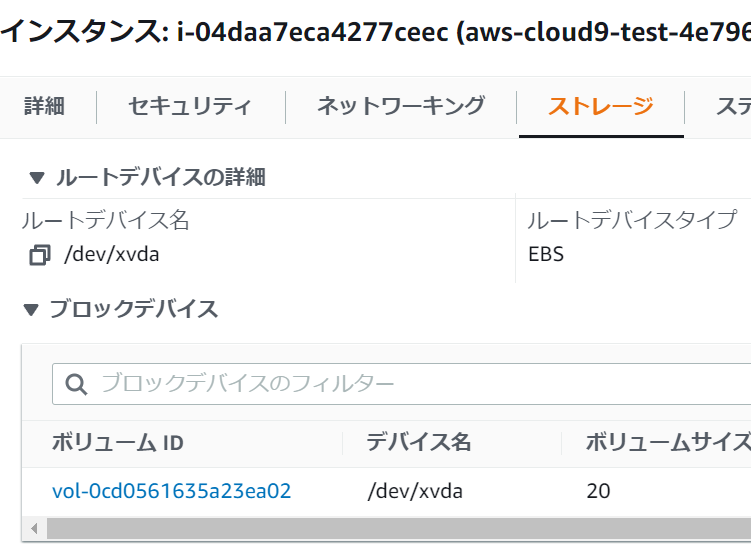 インスタンス: i-04daa7eca4277ceec (aws-cloud9-test-4e796
詳細 セキュリティ ネットワーキング ストレージ ステ
ルートデバイスの詳細
ルートデバイス名 ルートデバイスタイプ
/dev/xvda EBS
ブロックデバイス
ブロックデバイスのフィルター
ボリューム ID デバイス名 ボリュームサイズ
vol-0cd0561635a23ea02 /dev/xvda 20